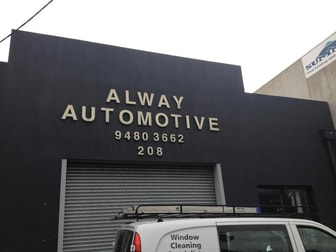 ALWAY
AUTOMOTIVE
9480 3662
208
Window
Cleaning